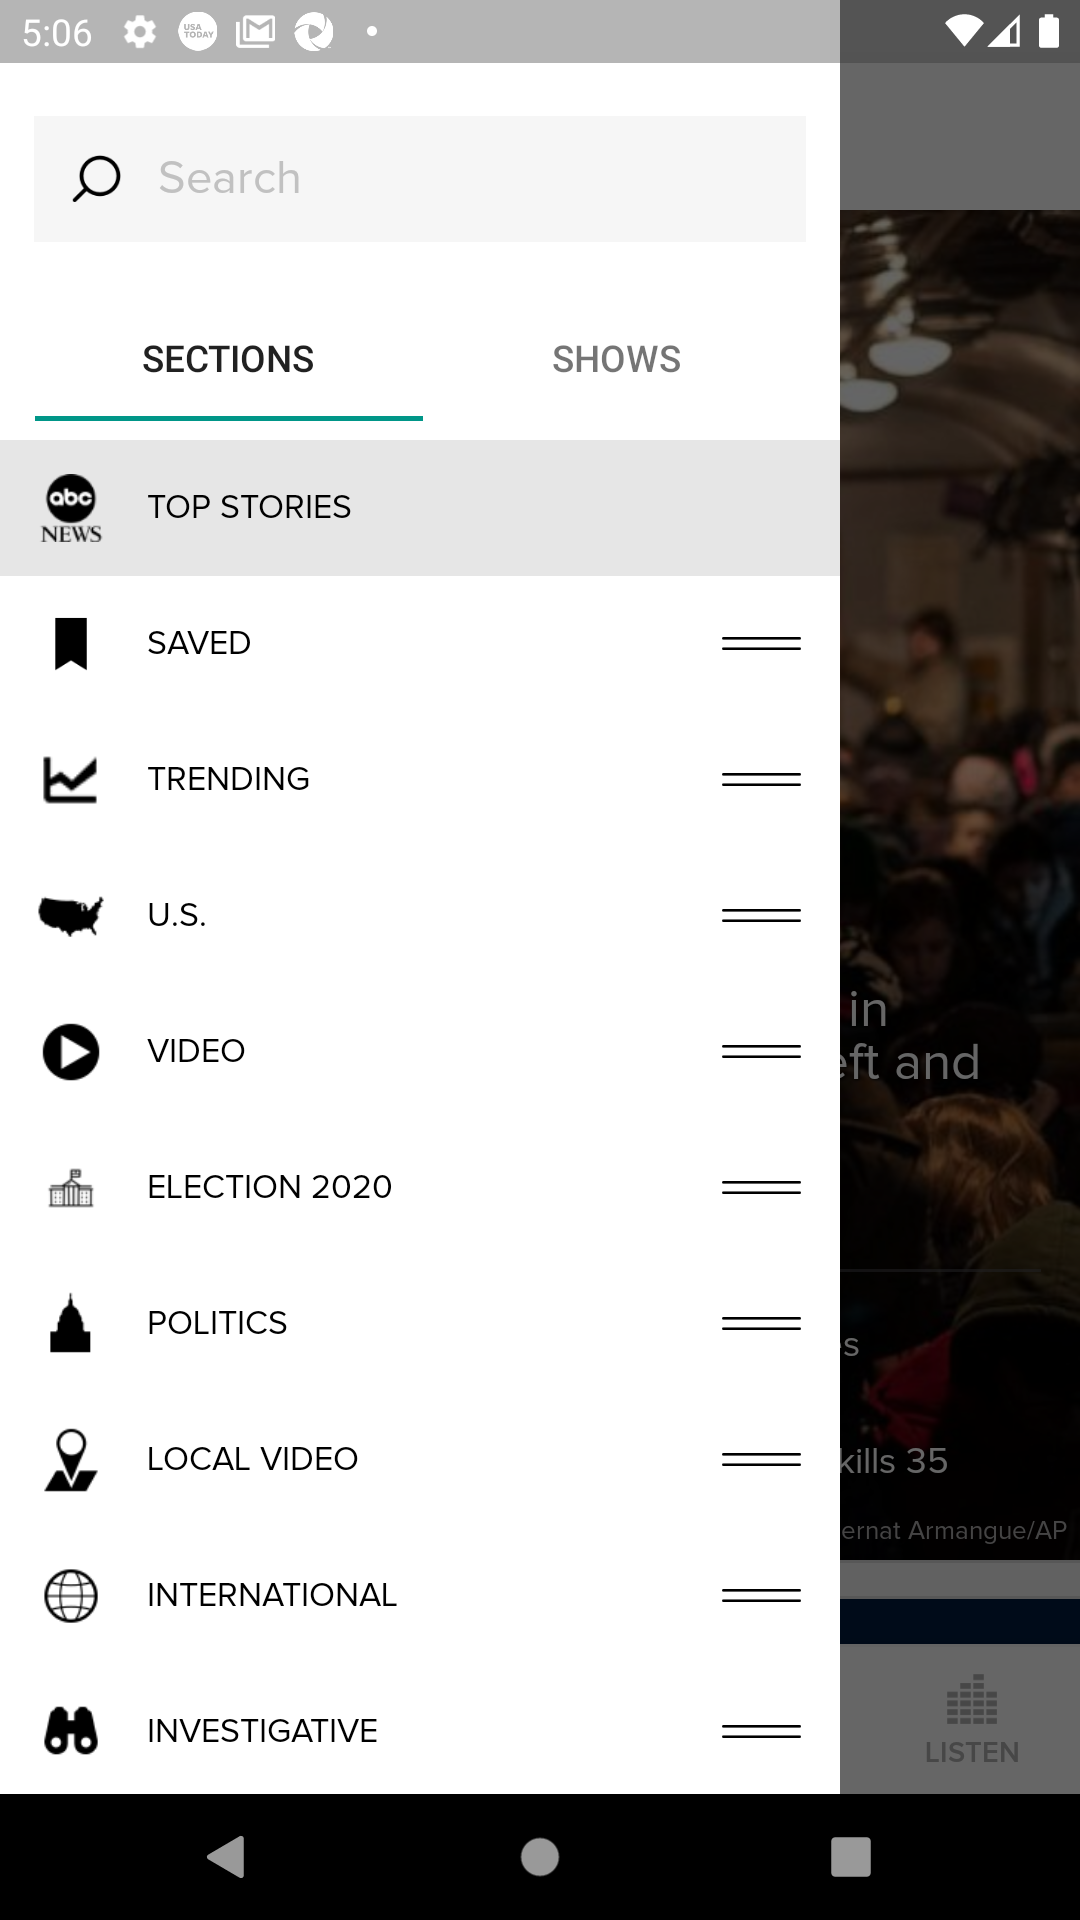 5:06
USA TODAY
Search
SECTIONS SHOWS
abc NEWS TOP STORIES
SAVED
TRENDING
U.S.
in
VIDEO
eft and
ELECTION 2020
POLITICS
es
LOCAL VIDEO
kills 35
ernat Armangue/AP
INTERNATIONAL
INVESTIGATIVE
LISTEN